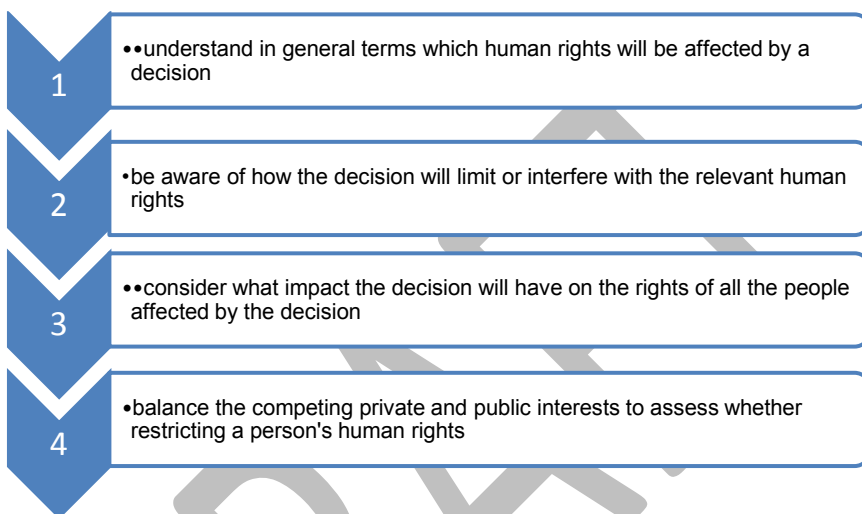 1
••understand in general terms which human rights will be affected by a
decision
2
•be aware of how the decision will limit or interfere with the relevant human
rights
3
••consider what impact the decision will have on the rights of all the people
affected by the decision
4
•balance the competing private and public interests to assess whether
restricting a person's human rights